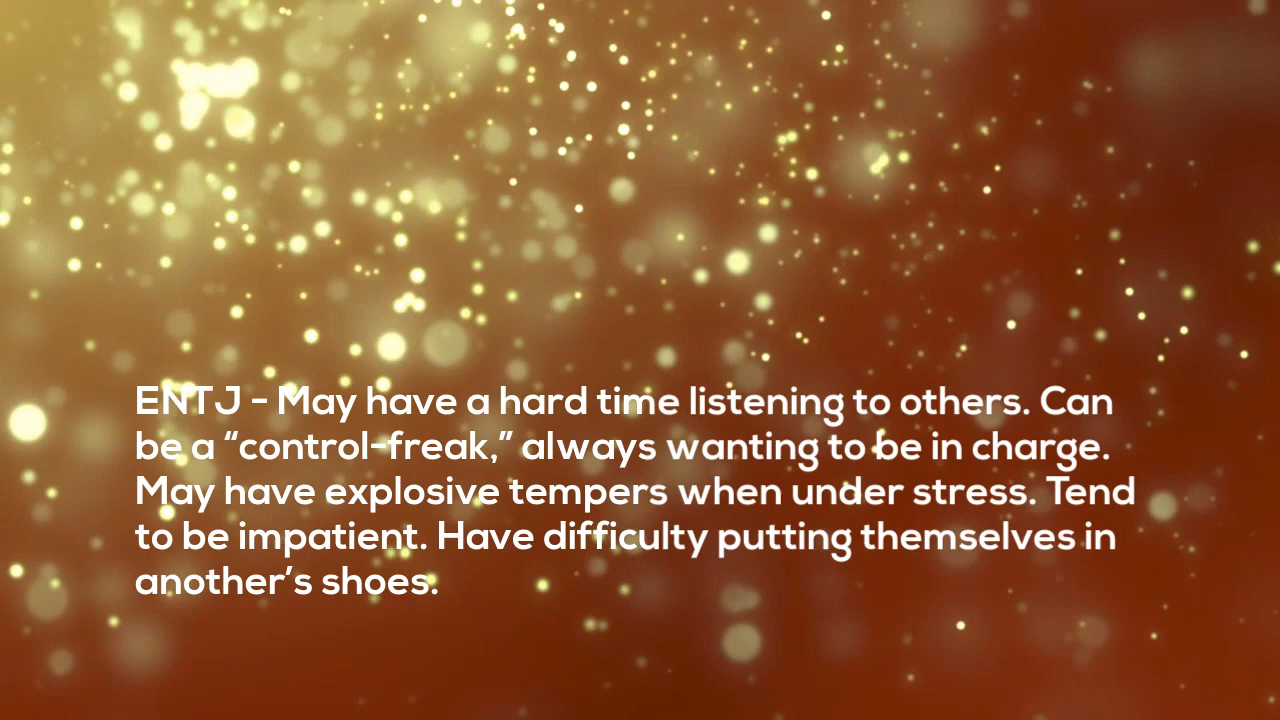 ENTJ - May have a hard time listening to others. Can
be a “control-freak,” always wanting to be in charge.
May have explosive tempers when under stress. Tend
to be impatient. Have difficulty putting themselves in
another’s shoes.